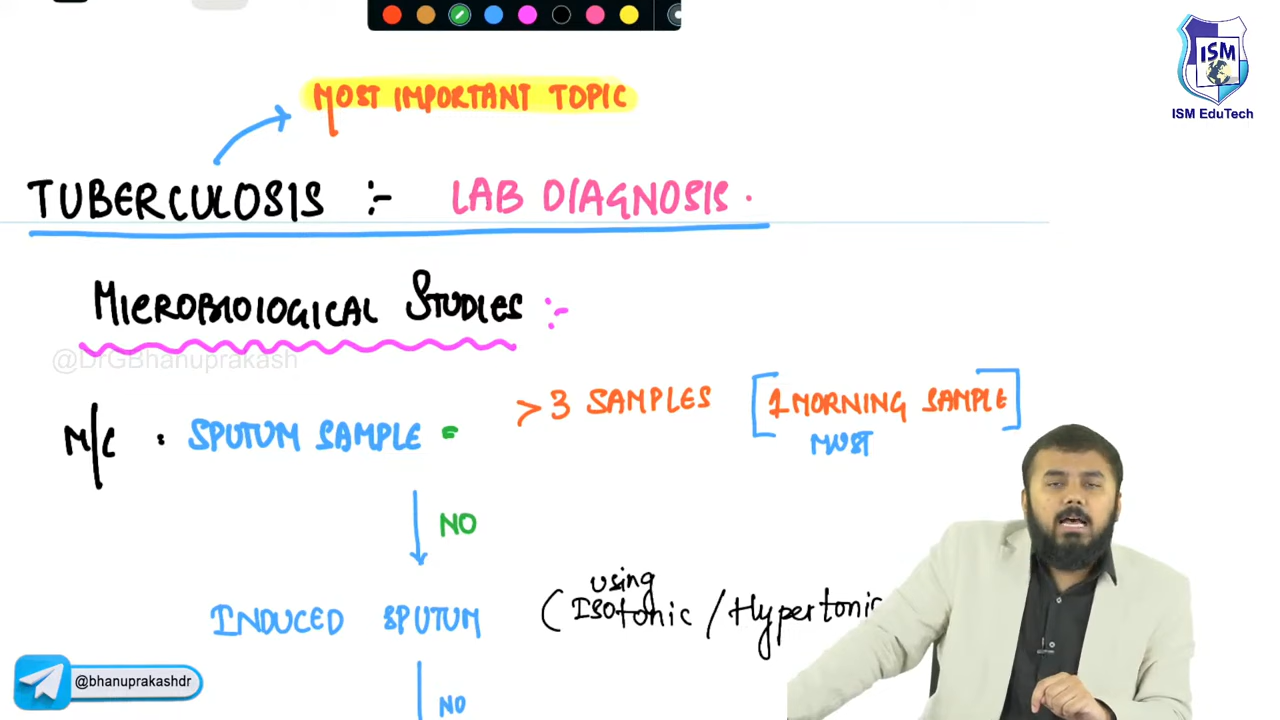 ISM
ISM EduTech
MOST IMPORTANT TOPIC
TUBERCULOSIS :- LAB DIAGNOSIS.
MICROBIOLOGICAL STUDIES :-
@DrGBhanuprakash
> 3 SAMPLES [1 MORNING SAMPLE]
MUST
M/C : SPUTUM SAMPLE =
NO
using
INDUCED SPUTUM (ISOtonic / Hypertonic
@bhanuprakashdr
NO